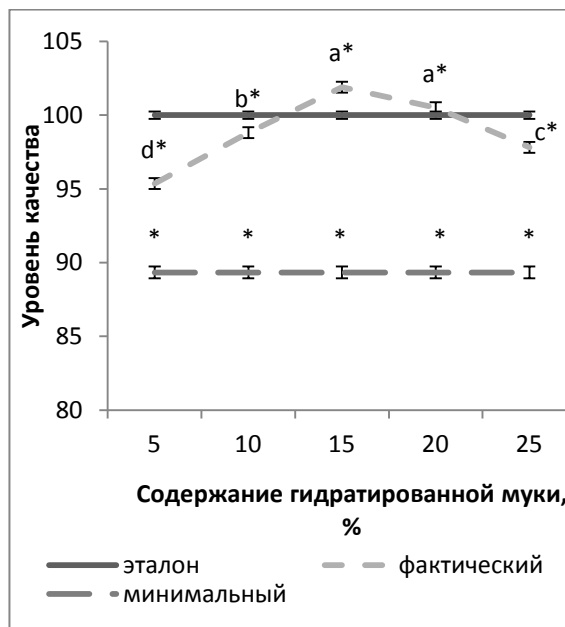 105
100
95
90
85
80
Уровень качества
d*
b*
a*
a*
c*
* * * * *
5 10 15 20 25
Содержание гидратированной муки,
%
эталон фактический
минимальный